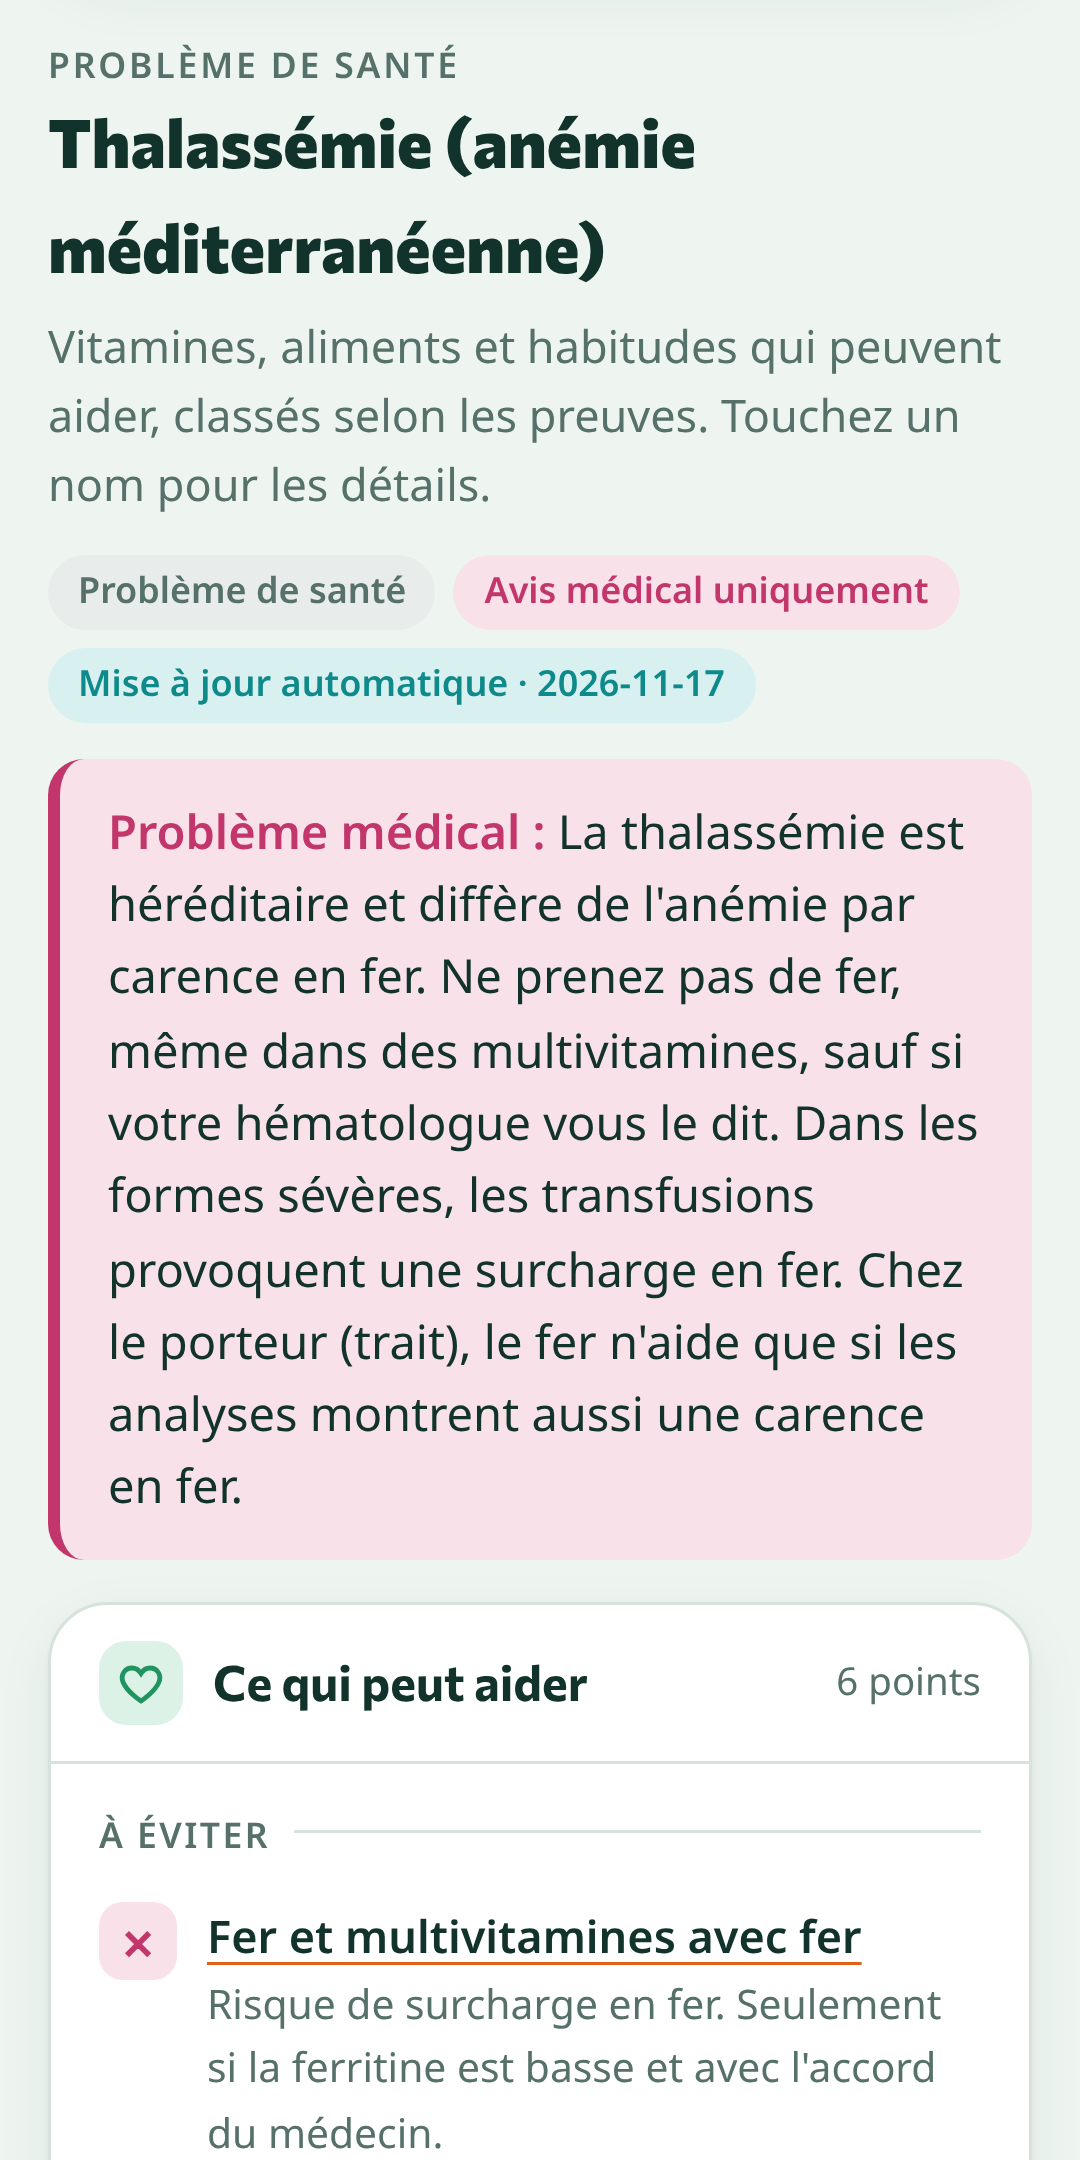 PROBLÈME DE SANTÉ
Thalassémie (anémie
méditerranéenne)
Vitamines, aliments et habitudes qui peuvent
aider, classés selon les preuves. Touchez un
nom pour les détails.
Problème de santé
Avis médical uniquement
Mise à jour automatique · 2026-11-17
Problème médical : La thalassémie est
héréditaire et diffère de l'anémie par
carence en fer. Ne prenez pas de fer,
même dans des multivitamines, sauf si
votre hématologue vous le dit. Dans les
formes sévères, les transfusions
provoquent une surcharge en fer. Chez
le porteur (trait), le fer n'aide que si les
analyses montrent aussi une carence
en fer.
Ce qui peut aider
6 points
À ÉVITER
Fer et multivitamines avec fer
Risque de surcharge en fer. Seulement
si la ferritine est basse et avec l'accord
du médecin.